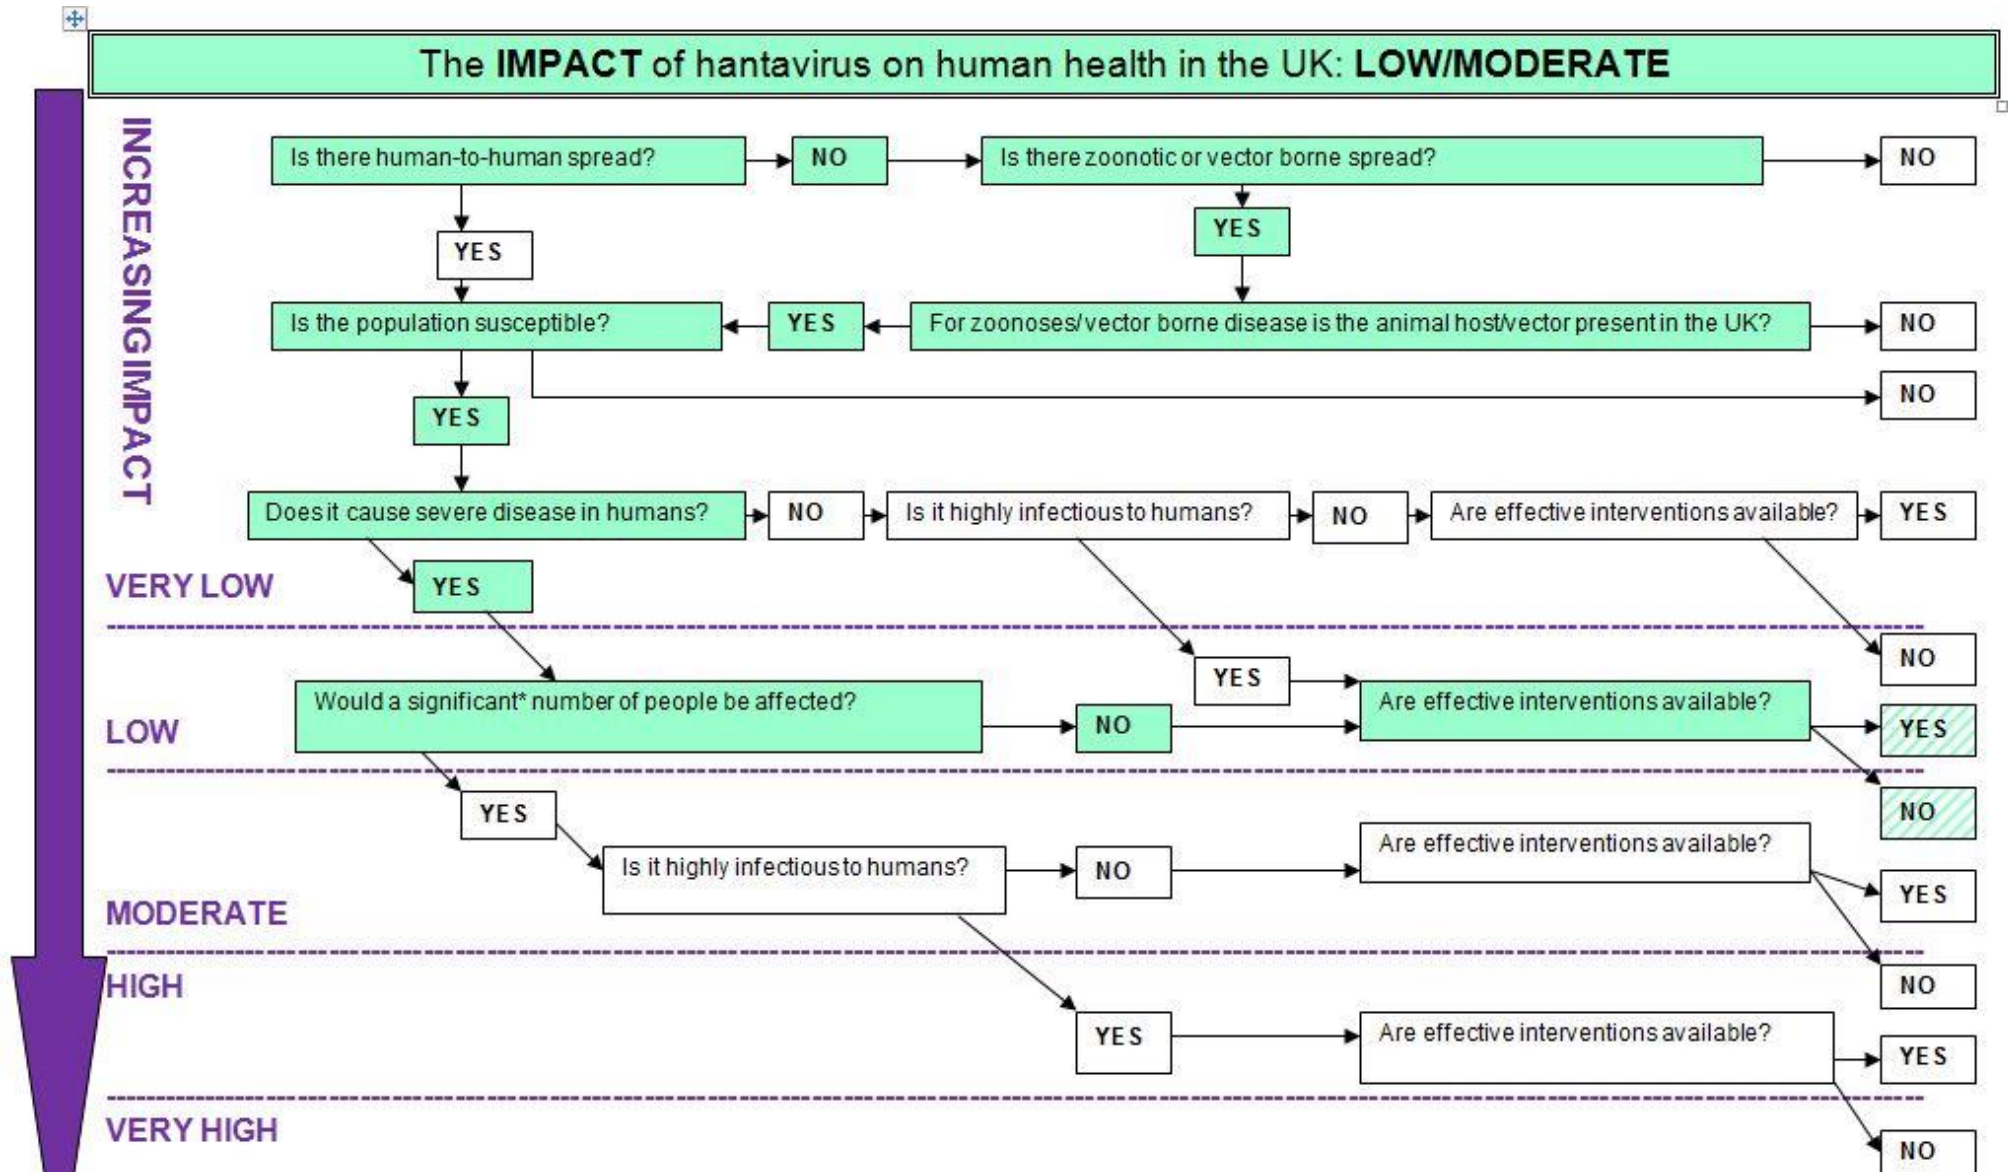 The IMPACT of hantavirus on human health in the UK: LOW/MODERATE
INCREASINGIMPACT
Is there human-to-human spread?
NO
Is there zoonotic or vector borne spread?
NO
YES
YES
Is the population susceptible?
YES
For zoonoses/vector borne disease is the animal host/vector present in the UK?
NO
NO
YES
Does it cause severe disease in humans?
NO
Is it highly infectious to humans?
NO
Are effective interventions available?
YES
VERY LOW
YES
NO
YES
Would a significant* number of people be affected?
NO
Are effective interventions available?
YES
LOW
YES
NO
Is it highly infectious to humans?
NO
Are effective interventions available?
YES
MODERATE
HIGH
NO
YES
Are effective interventions available?
YES
VERY HIGH
NO